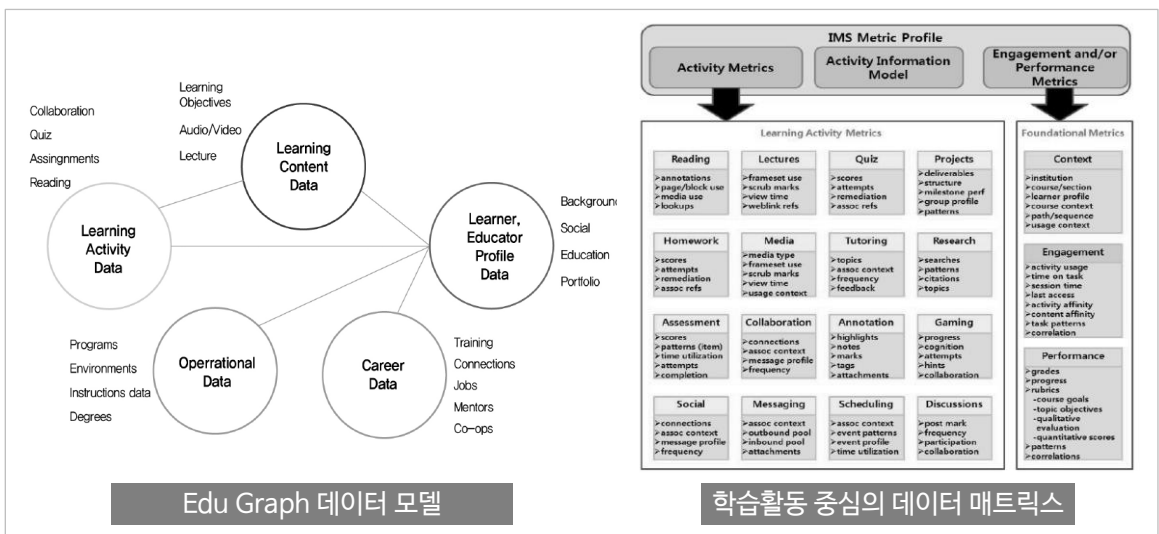 Collaboration
Quiz
Assingnments
Reading
Learning
Objectives
Audio/Video
Lecture
Learning
Content
Data
Learning
Activity
Data
Learner,
Educator
Profile
Data
Background
Social
Education
Portfolio
Programs
Environments
Instructions data
Degrees
Operrational
Data
Career
Data
Training
Connections
Jobs
Mentors
Co-ops
Edu Graph 데이터 모델
IMS Metric Profile
Activity Metrics
Activity Information
Model
Engagement and/or
Performance
Metrics
Learning Activity Metrics
Reading
➢annotations
➢page/block use
➢media use
➢lookups
Lectures
➢frameset use
➢scrub marks
➢view time
➢weblink refs
Quiz
➢scores
➢attempts
➢remediation
➢assoc refs
Projects
➢deliverables
➢structure
➢milestone perf
➢group profile
➢patterns
Homework
➢scores
➢attempts
➢remediation
➢assoc refs
Media
➢media type
➢frameset use
➢scrub marks
➢view time
➢usage context
Tutoring
➢topics
➢assoc context
➢frequency
➢feedback
Research
➢searches
➢patterns
➢citations
➢topics
Assessment
➢scores
➢patterns (item)
➢time utilization
➢attempts
➢completion
Collaboration
➢connections
➢assoc context
➢message profile
➢frequency
Annotation
➢highlights
➢notes
➢marks
➢tags
➢attachments
Gaming
➢progress
➢cognition
➢attempts
➢hints
➢collaboration
Social
➢connections
➢assoc context
➢message profile
➢frequency
Messaging
➢assoc context
➢outbound pool
➢inbound pool
➢attachments
Scheduling
➢assoc context
➢event patterns
➢event profile
➢time utilization
Discussions
➢post mark
➢frequency
➢participation
➢collaboration
Foundational Metrics
Context
➢institution
➢course/section
➢learner profile
➢course context
➢path/sequence
➢usage context
Engagement
➢activity usage
➢time on task
➢session time
➢last access
➢activity affinity
➢content affinity
➢task patterns
➢correlation
Performance
➢grades
➢progress
➢rubrics
-course goals
-topic objectives
-qualitative
evaluation
-quantitative scores
➢patterns
➢correlations
학습활동 중심의 데이터 매트릭스